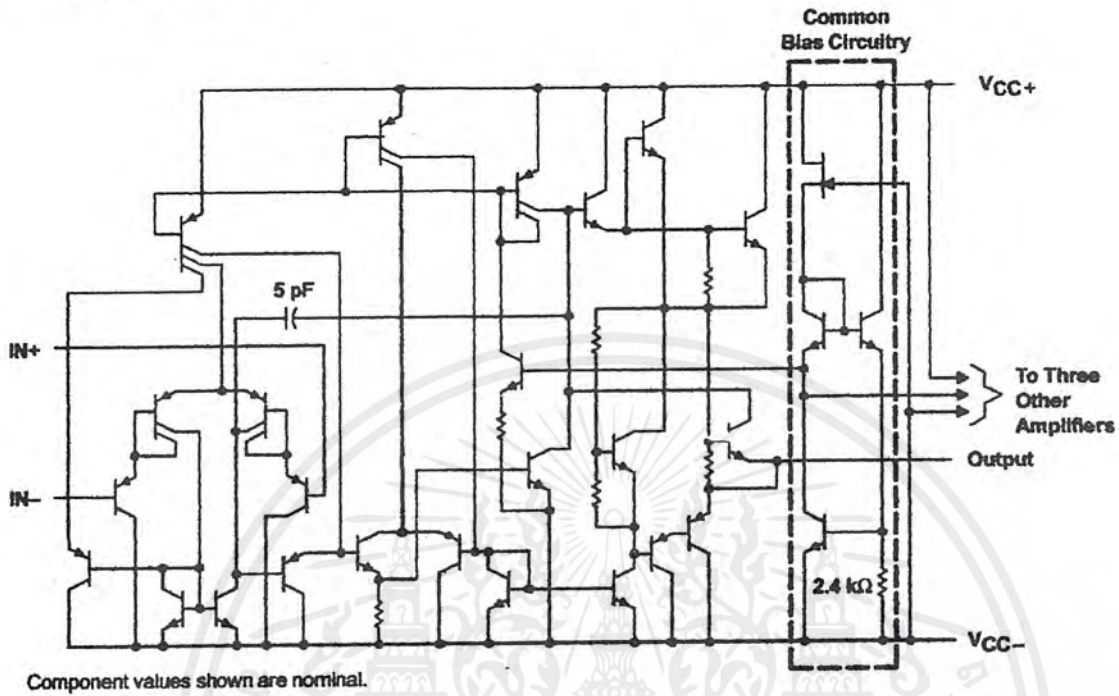 Common
Bias Circuitry
VCC+
5 pF
IN+
To Three
Other
Amplifiers
Output
IN−
2.4 kΩ
VCC−
Component values shown are nominal.